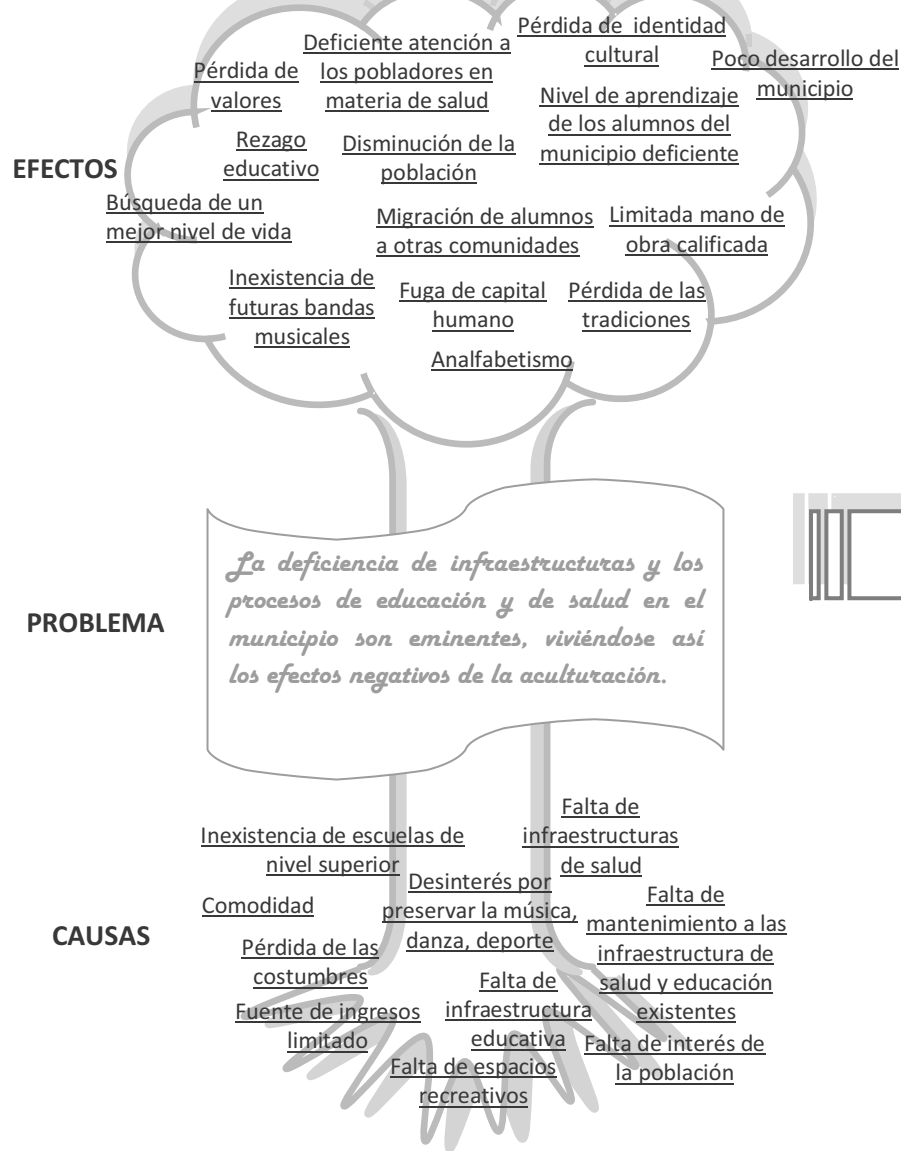 Pérdida de identidad
cultural
Deficiente atención a
los pobladores en
materia de salud
Poco desarrollo del
municipio
Pérdida de
valores
Nivel de aprendizaje
de los alumnos del
municipio deficiente
Rezago
educativo
Disminución de la
población
EFECTOS
Búsqueda de un
mejor nivel de vida
Migración de alumnos
a otras comunidades
Limitada mano de
obra calificada
Inexistencia de
futuras bandas
musicales
Fuga de capital
humano
Pérdida de las
tradiciones
Analfabetismo
La deficiencia de infraestructuras y los
procesos de educación y de salud en el
municipio son eminentes, viviéndose así
los efectos negativos de la aculturación.
PROBLEMA
Falta de
infraestructuras
de salud
Inexistencia de escuelas de
nivel superior
Desinterés por
preservar la música,
danza, deporte
Comodidad
Falta de
mantenimiento a las
infraestructura de
salud y educación
existentes
CAUSAS
Pérdida de las
costumbres
Falta de
infraestructura
educativa
Fuente de ingresos
limitado
Falta de interés de
la población
Falta de espacios
recreativos